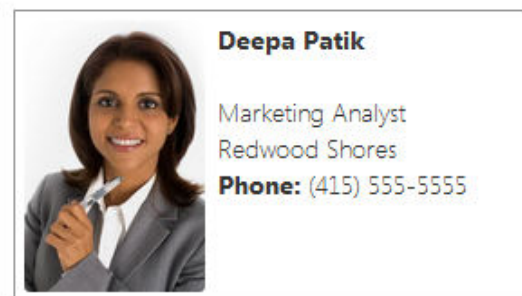 Deepa Patik
Marketing Analyst
Redwood Shores
Phone: (415) 555-5555